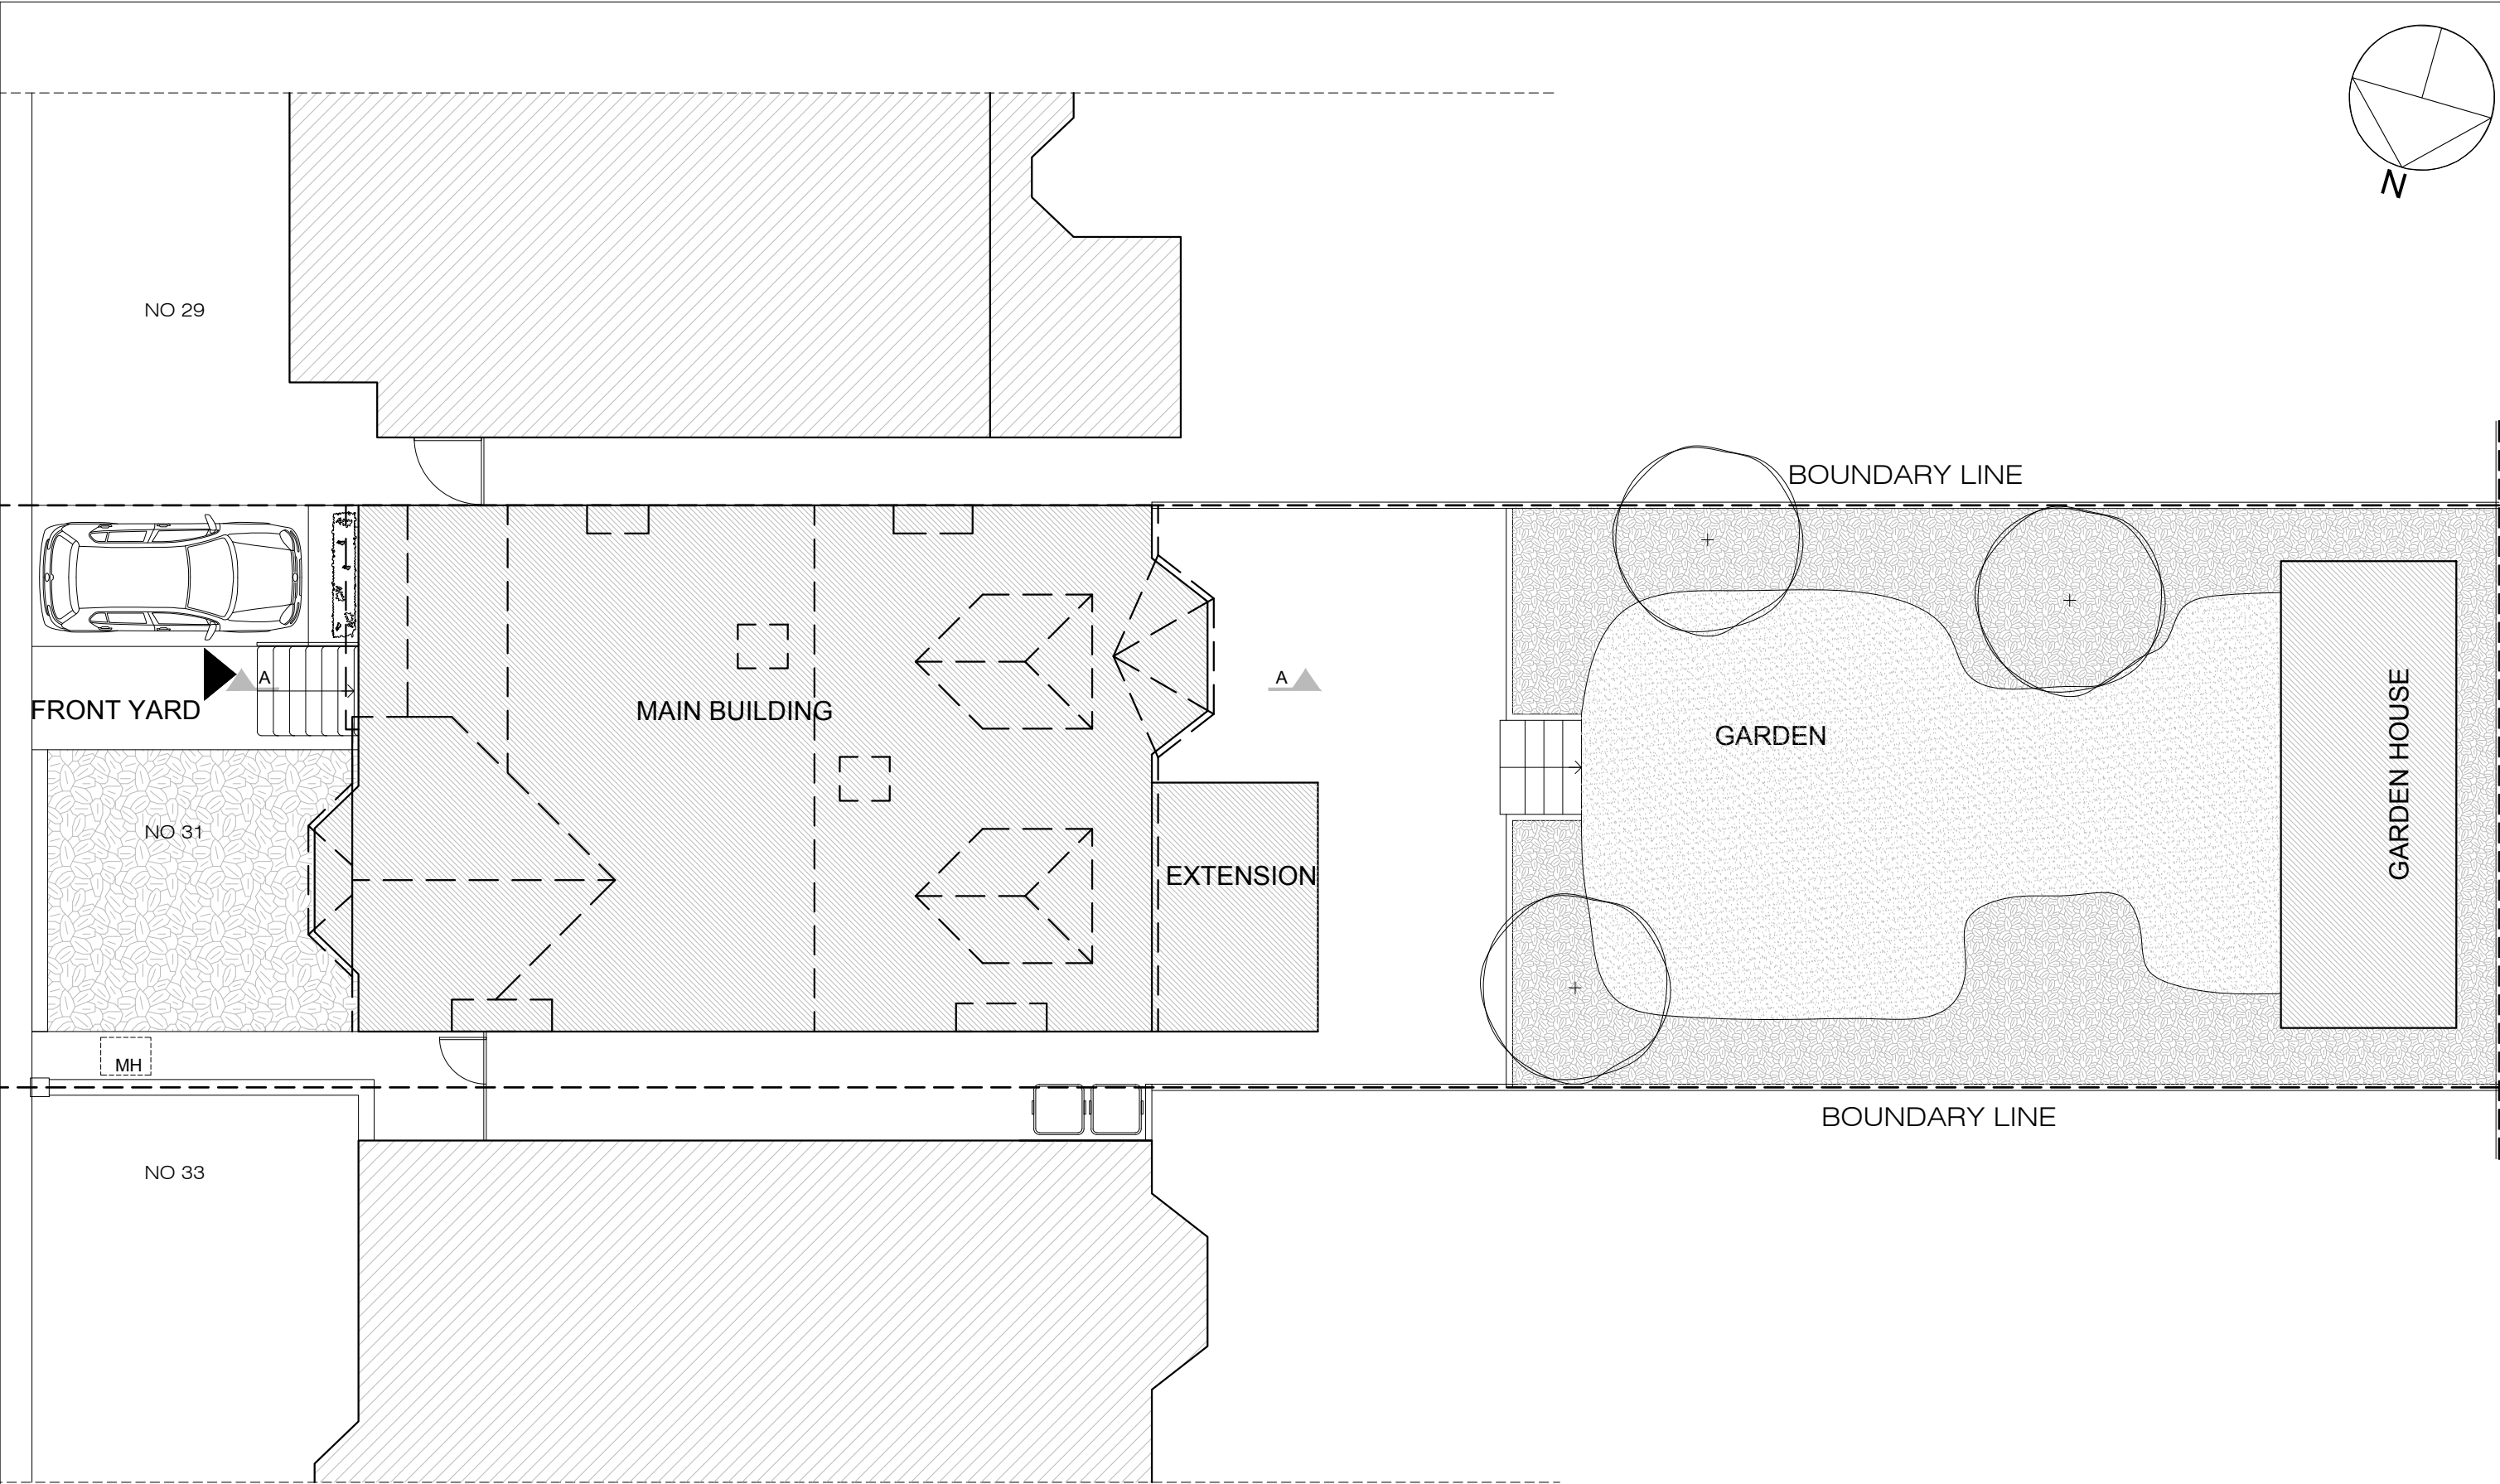 N
NO 29
BOUNDARY LINE
A
A
FRONT YARD
MAIN BUILDING
GARDEN
GARDEN HOUSE
NO 31
EXTENSION
MH
BOUNDARY LINE
NO 33